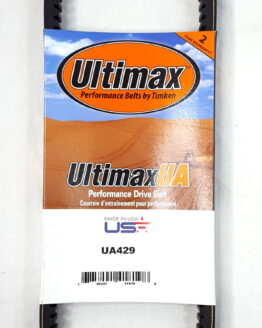 2
Ultimax
Performance Belts by Timken
UltimaxUA
Performance Drive Belt
Courroie d'entraînement pour performance
MADE IN USA
USA
UA429